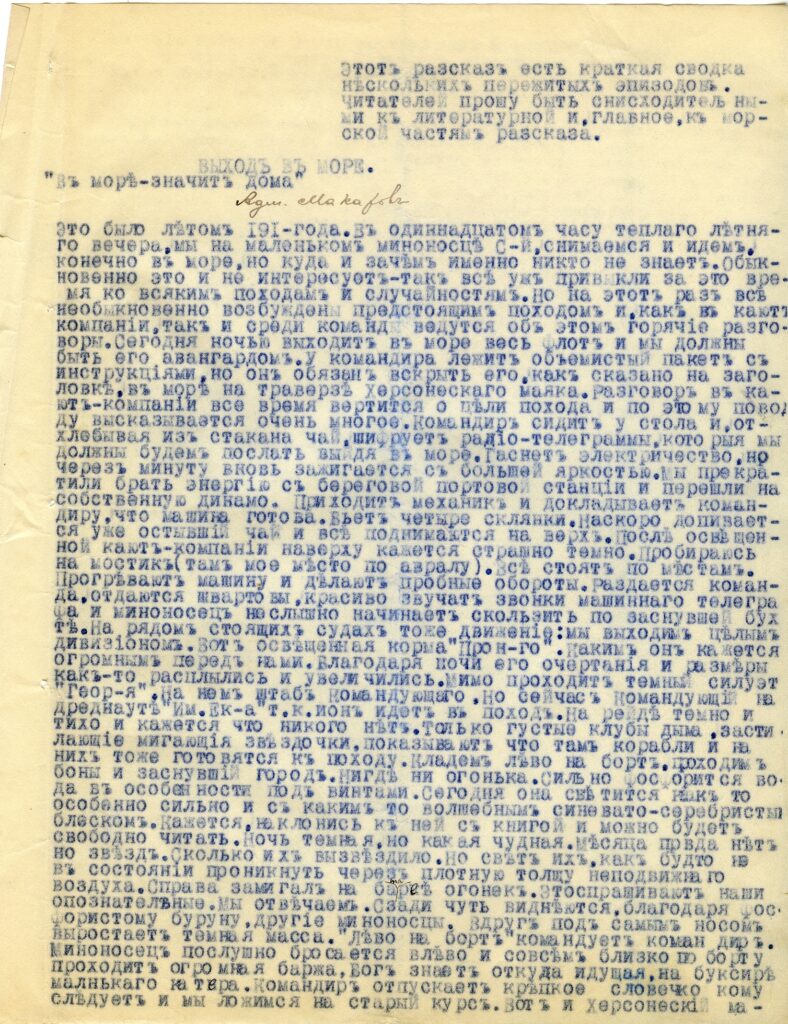 Этотъ разсказъ есть краткая сводка
нѣсколькихъ пережитыхъ эпизодовъ.
Читателей прошу быть снисходитель ны-
ми къ литературной и,главное,къ мор-
ской частямъ разсказа.
ВЫХОДЪ ВЪ МОРЕ.
"Въ морѣ-значитъ дома"
Адм. Макаровъ
Это было лѣтомъ 191-года.Въ одиннадцатомъ часу теплаго лѣтня-
го вечера,мы на маленькомъ миноносцѣ С-й,снимаемся и идемъ,
конечно въ море,но куда и зачѣмъ именно никто не знаетъ.Обык-
новенно это и не интересуетъ-такъ всѣ ужъ привыкли за это вре-
мя ко всякимъ походамъ и случайностямъ.Но на этотъ разъ всѣ
необыкновенно возбуждены предстоящимъ походомъ и,какъ въ каютъ
компаніи,такъ и среди команды ведутся объ этомъ горячіе разго-
воры.Сегодня ночью выходитъ въ море весь флотъ и мы должны
быть его авангардомъ.У командира лежитъ объемистый пакетъ съ
инструкціями,но онъ обязанъ вскрыть его,какъ сказано на заго-
ловкѣ,въ морѣ на траверзѣ Херсонескаго маяка.Разговоръ въ ка-
ютъ-компаніи все время вертится о цѣли похода и по это му пово,
ду высказывается очень многое.Командиръ сидитъ у стола и,от-
хлебывая изъ стакана чай,шифруетъ радіо-телеграммы,кото рыя мы
должны будемъ послать выйдя въ море.Гаснетъ электричество,но
черезъ минуту вновь зажигается съ большей яркостью.Мы прекра-
тили брать энергію съ береговой портовой станціи и перешли на
собственную динамо. Приходитъ механикъ и докладываетъ коман-
диру,что машина готова.Бьетъ четыре склянки.Наскоро допивает-
ся уже остывшій чай и всѣ поднимаются на верхъ.Послѣ освѣщен-
ной каютъ-компаніи наверху кажется страшно темно.Пробираюсь
на мостикъ(тамъ мое мѣсто по авралу).Всѣ стоятъ по мѣстамъ.
Прогрѣваютъ машину и дѣлаютъ пробные обороты.Раздается коман-
да,отдаются швартовы,красиво звучатъ звонки машиннаго телегра
фа и миноносецъ неслышно начинаетъ скользить по заснувшей бух
тѣ.На рядомъ стоящихъ судахъ тоже движеніе:мы выходимъ цѣлымъ
дивизіономъ.Вотъ освѣщенная корма"Прон-го".Какимъ онъ кажется
огромнымъ передъ нами.Благодаря ночи его очертанія и размѣры
какъ-то расплылись и увеличились.Мимо проходитъ темный силуэтъ
"Геор-я".На немъ штабъ Командующаго.Но сейчасъ Командующій на
дреднаутѣ"Им.Ек-а"т.к.ионъ идетъ въ походъ.На рейдѣ темно и
тихо и кажется что никого нѣтъ.Только густые клубы дыма,засти
лающіе мигающія звѣздочки,показываютъ что тамъ корабли и на
нихъ тоже готовятся къ походу.Кладемъ лѣво на бортъ,проходимъ
боны и заснувшій городъ.Нигдѣ ни огонька.Сильно фосфорится во-
да въ особенности подъ винтами.Сегодня она свѣтится какъ то
особенно сильно и съ какимъ то волшебнымъ синевато-серебристым
блескомъ.Кажется,наклонись къ ней съ книгой и можно будетъ
свободно читать.Ночь темная,но какая чудная.Мѣсяца правда нѣтъ
но звѣздъ.Сколько ихъ вызвѣздило.Но свѣтъ ихъ,какъ будто не
въ состояніи проникнуть черезъ плотную толщу неподвижнаго
воздуха.Справа замигалъ на огонекъ.Этоспрашиваютъ наши
опознательные.Мы отвѣчаемъ.Сзади чуть виднѣются,благодаря фос-
фористому буруну,другіе миноносцы. Вдругъ подъ самымъ носомъ
выростаетъ темная масса."Лѣво на бортъ"командуетъ коман диръ.
Миноносецъ послушно бросается влѣво и совсѣмъ близко по борту
проходитъ огромная баржа,Богъ знаетъ откуда идущая,на буксирѣ
маленькаго катера.Командиръ отпускаетъ крѣпкое словечко кому
слѣдуетъ и мы ложимся на старый курсъ.Вотъ и Херсонескій ма-